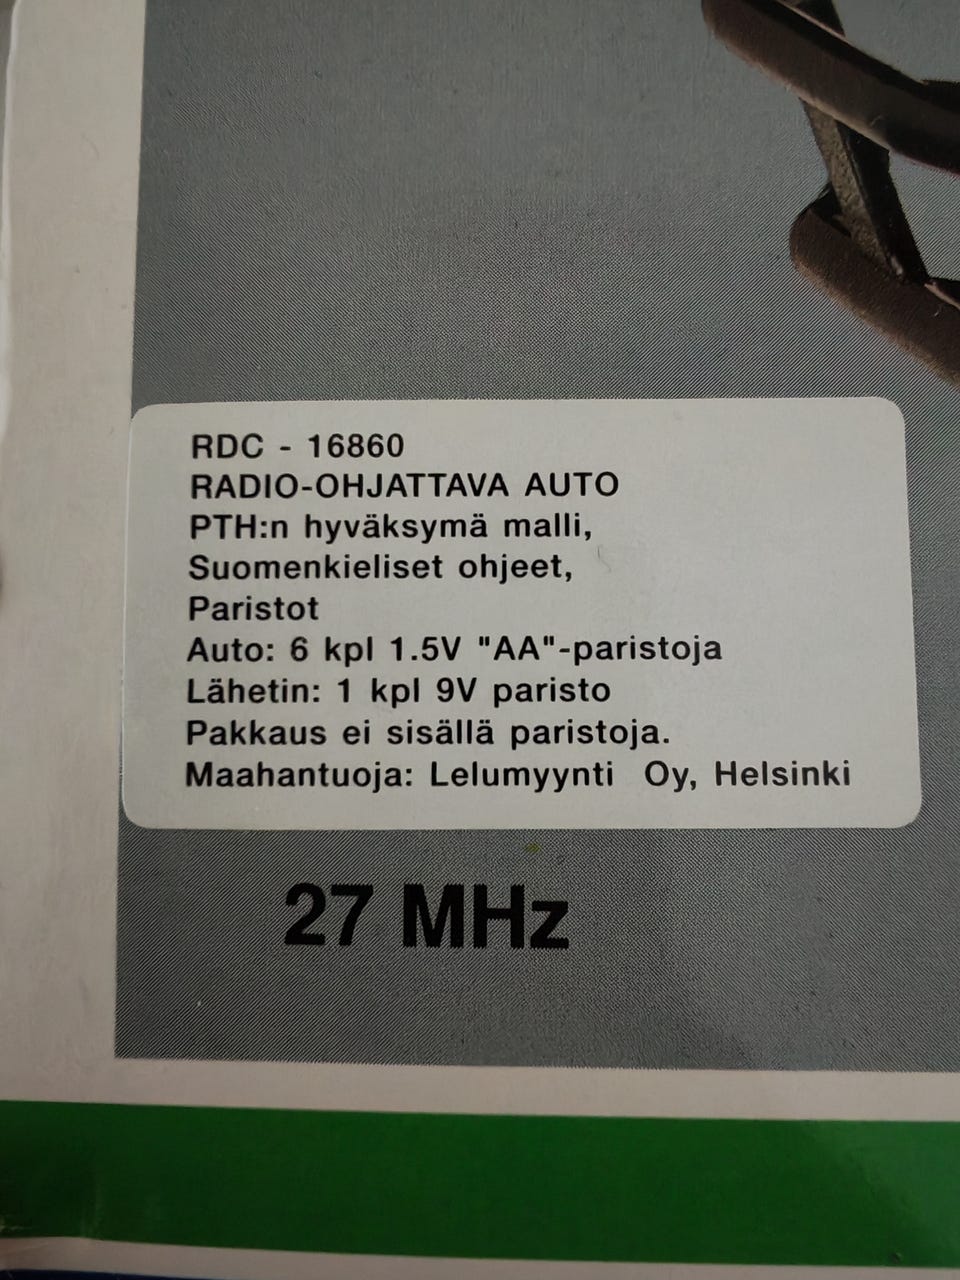 RDC - 16860
RADIO-OHJATTAVA AUTO
PTH:n hyväksymä malli,
Suomenkieliset ohjeet,
Paristot
Auto: 6 kpl 1.5V "AA"-paristoja
Lähetin: 1 kpl 9V paristo
Pakkaus ei sisällä paristoja.
Maahantuoja: Lelumyynti Oy, Helsinki
27 MHz